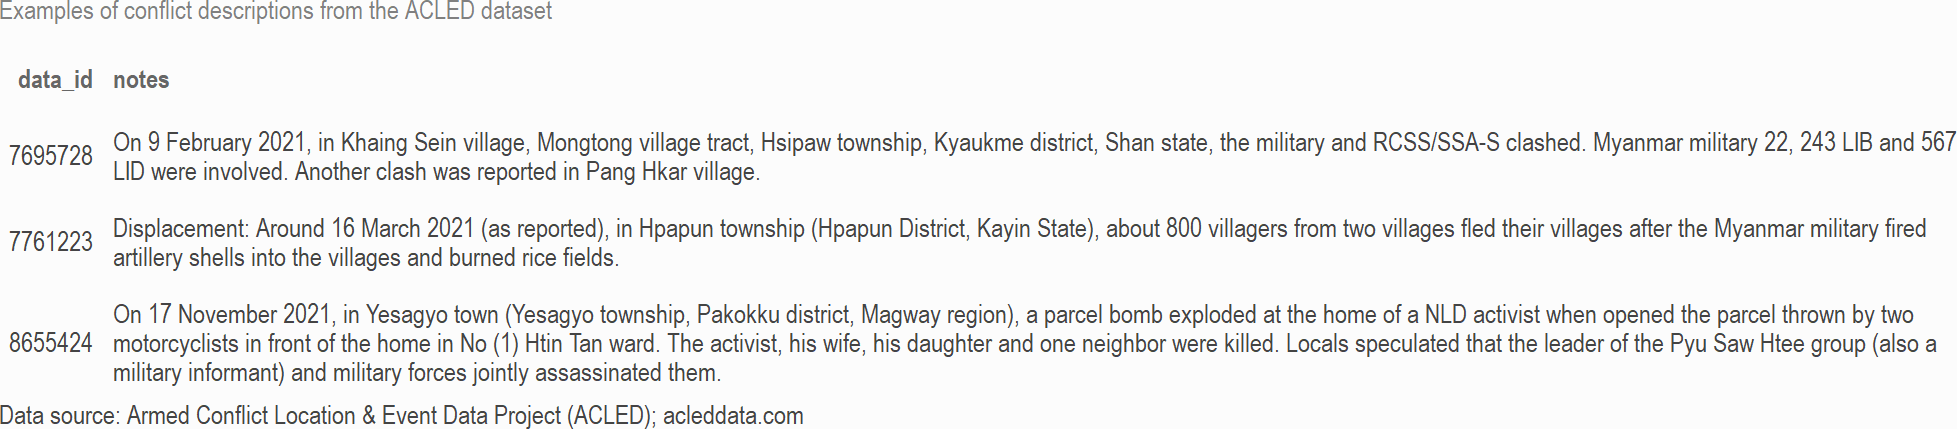 Examples of conflict descriptions from the ACLED dataset
data_id notes
7695728 On 9 February 2021, in Khaing Sein village, Mongtong village tract, Hsipaw township, Kyaukme district, Shan state, the military and RCSS/SSA-S clashed. Myanmar military 22, 243 LIB and 567
LID were involved. Another clash was reported in Pang Hkar village.
7761223 Displacement: Around 16 March 2021 (as reported), in Hpapun township (Hpapun District, Kayin State), about 800 villagers from two villages fled their villages after the Myanmar military fired
artillery shells into the villages and burned rice fields.
On 17 November 2021, in Yesagyo town (Yesagyo township, Pakokku district, Magway region), a parcel bomb exploded at the home of a NLD activist when opened the parcel thrown by two
8655424 motorcyclists in front of the home in No (1) Htin Tan ward. The activist, his wife, his daughter and one neighbor were killed. Locals speculated that the leader of the Pyu Saw Htee group (also a
military informant) and military forces jointly assassinated them.
Data source: Armed Conflict Location & Event Data Project (ACLED); acleddata.com